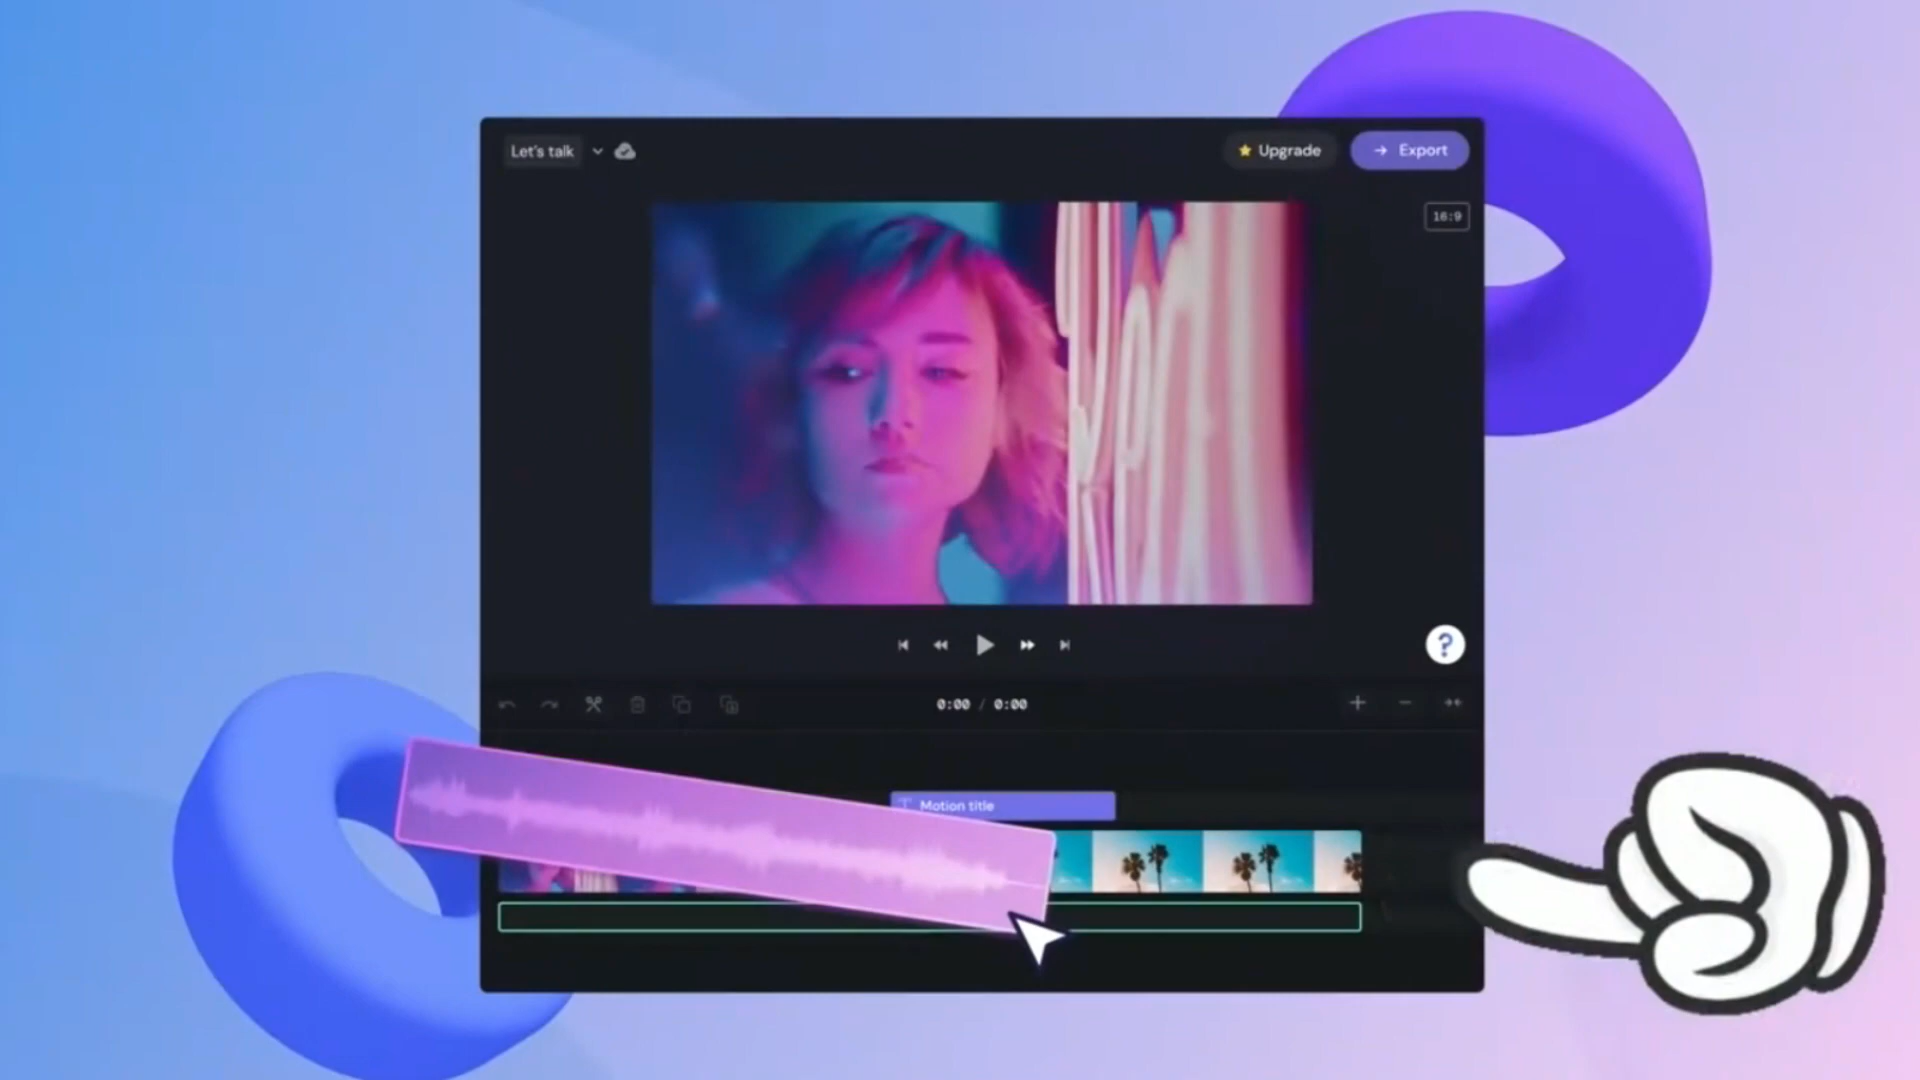 Let's talk
Upgrade
Export
16:9
?
0:00 / 0:00
T Motion title